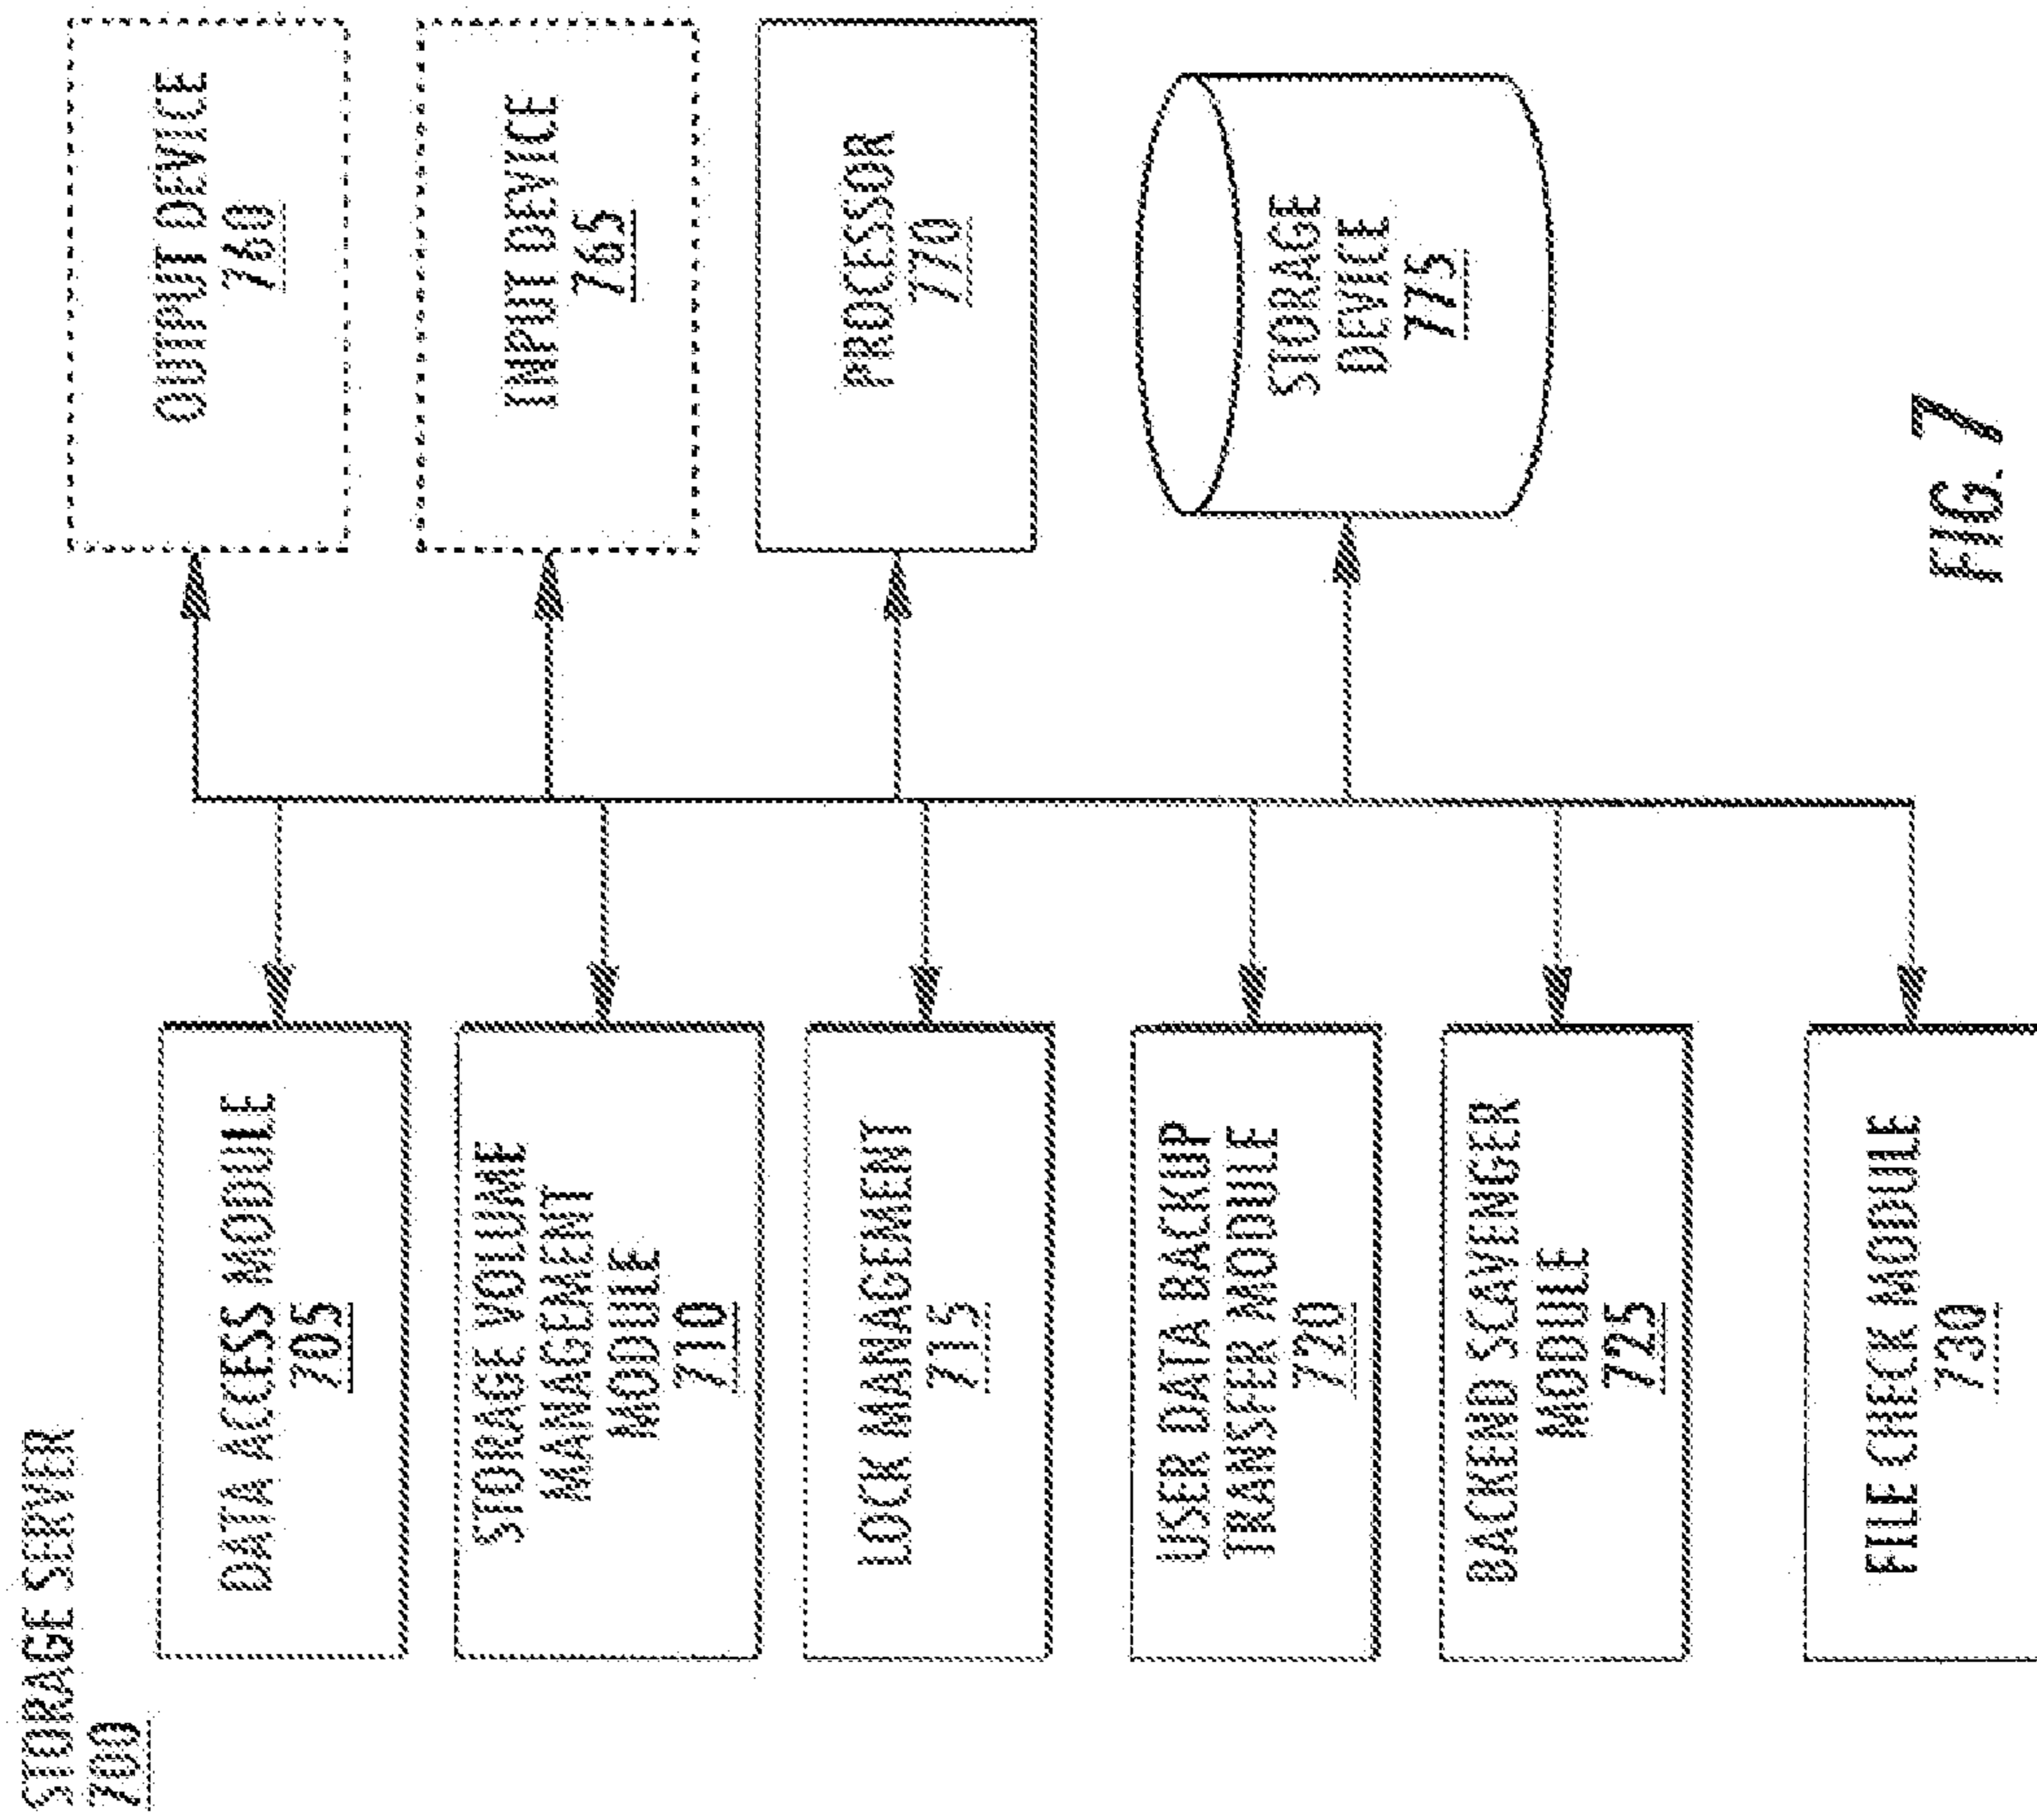 STORAGE SERVER
700
DATA ACCESS MODULE
705
STORAGE VOLUME
MANAGEMENT
MODULE
710
LOCK MANAGEMENT
715
USER DATA BACKUP
TRANSFER MODULE
720
BACKEND SCAVENGER
MODULE
725
FILE CHECK MODULE
730
OUTPUT DEVICE
760
INPUT DEVICE
765
PROCESSOR
770
STORAGE
DEVICE
775
FIG. 7